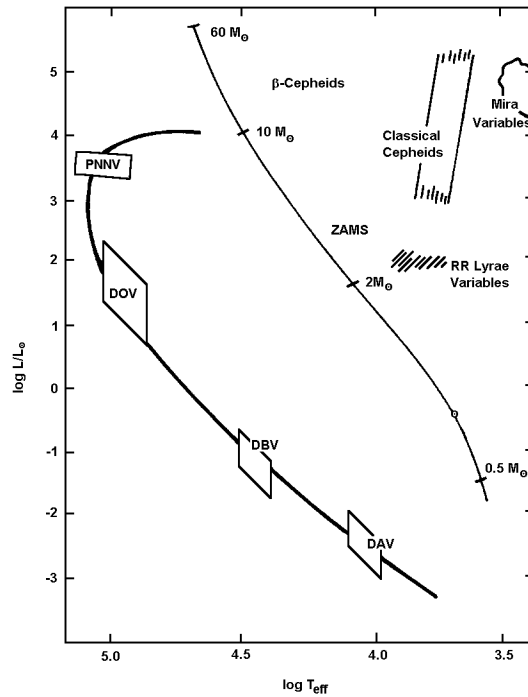 60 M⊙
5
β-Cepheids
Mira
Variables
4
10 M⊙
Classical
Cepheids
PNNV
3
ZAMS
2
2M⊙
RR Lyrae
Variables
DOV
1
log L/L⊙
0
-1
DBV
0.5 M⊙
-2
DAV
-3
5.0 4.5 4.0 3.5
log Teff